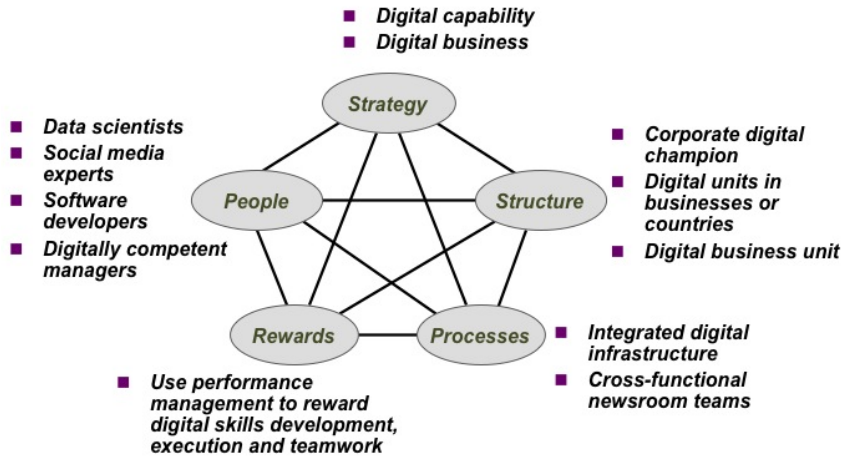 Digital capability
Digital business
Strategy
Data scientists
Social media
experts
Software
developers
Digitally competent
managers
People
Structure
Corporate digital
champion
Digital units in
businesses or
countries
Digital business unit
Rewards
Processes
Integrated digital
infrastructure
Cross-functional
newsroom teams
Use performance
management to reward
digital skills development,
execution and teamwork